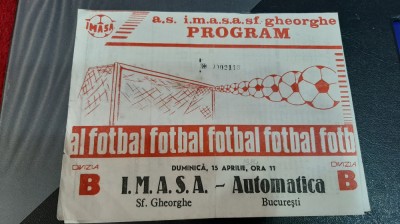 IMASA
a.s. i.m.a.s.a. sf. gheorghe
PROGRAM
al fotbal fotbal fotbal fotbal fotbal fotb
DIVIZIA
B
DUMINICĂ, 15 APRILIE, ORA 11
DIVIZIA
B
I.M.A.S.A. – Automatica
Sf. Gheorghe București